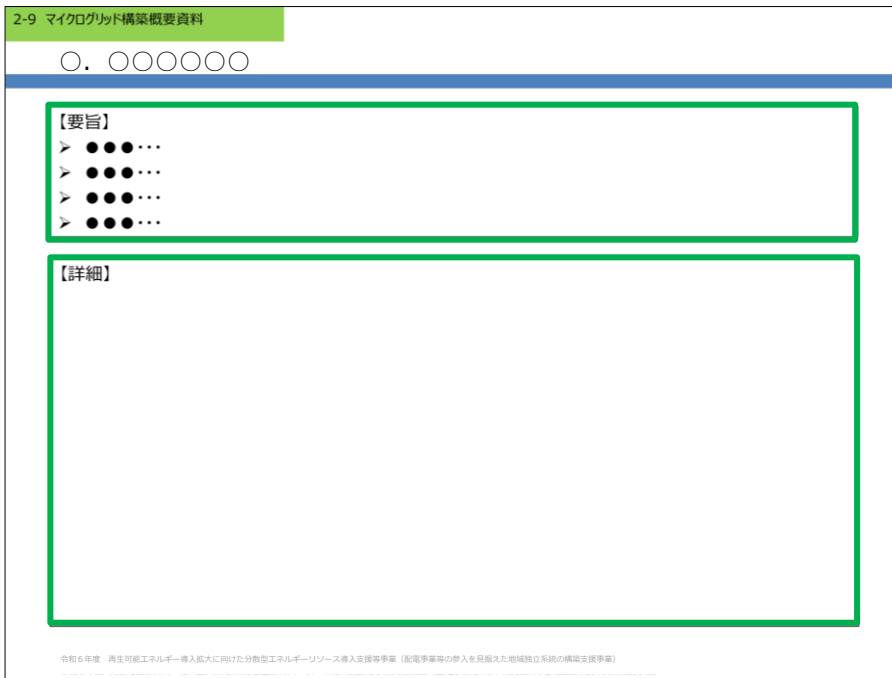 2-9 マイクログリッド構築概要資料
○. ○○○○○○
【要旨】
➢ ●●●･･･
➢ ●●●･･･
➢ ●●●･･･
➢ ●●●･･･
【詳細】
令和６年度 再生可能エネルギー導入拡大に向けた分散型エネルギーリソース導入支援等事業（配電事業等の参入を見据えた地域独立系統の構築支援事業）